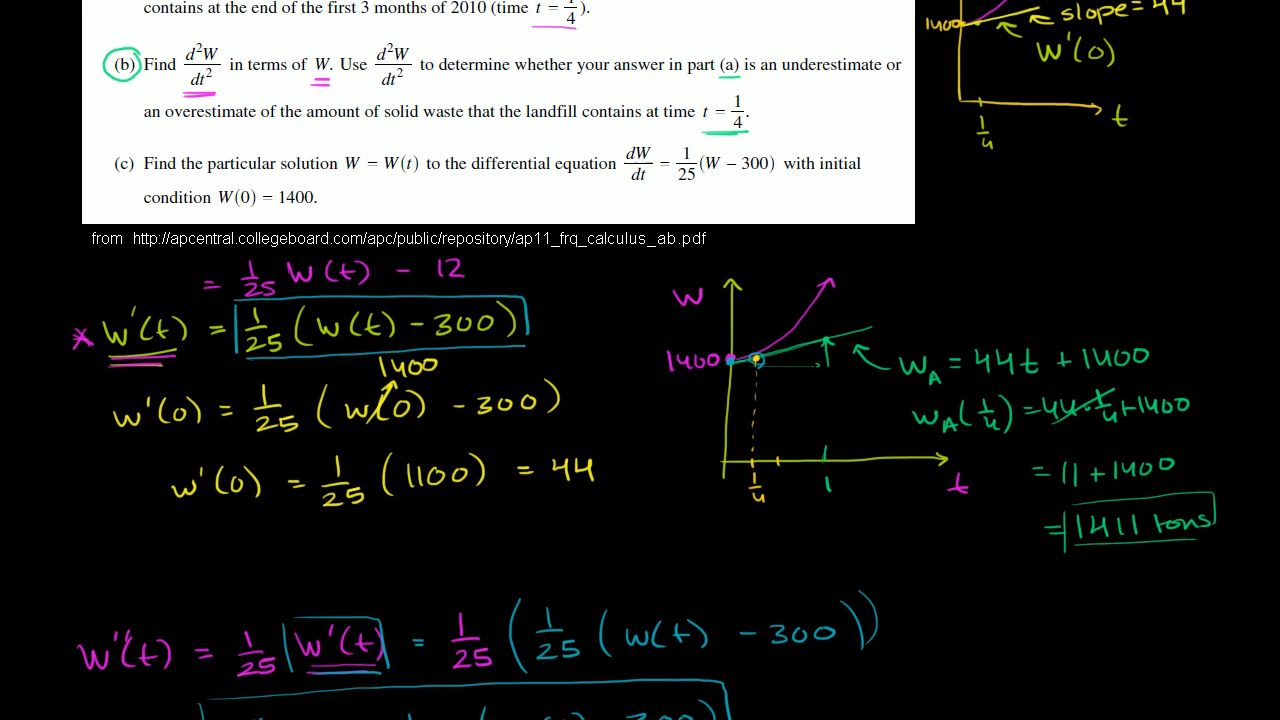 contains at the end of the first 3 months of 2010 (time t = 1/4).
(b) Find d²W/dt² in terms of W. Use d²W/dt² to determine whether your answer in part (a) is an underestimate or
an overestimate of the amount of solid waste that the landfill contains at time t = 1/4.
(c) Find the particular solution W = W(t) to the differential equation dW/dt = 1/25 (W − 300) with initial
condition W(0) = 1400.
from http://apcentral.collegeboard.com/apc/public/repository/ap11_frq_calculus_ab.pdf
1400
slope = 44
W'(0)
t
1/4
= 1/25 W(t) - 12
* W'(t) = 1/25 (W(t) - 300)
1400
W'(0) = 1/25 (W(0) - 300)
W'(0) = 1/25 (1100) = 44
W
1400
1/4
1
t
W_A = 44t + 1400
W_A(1/4) = 44·1/4 + 1400
= 11 + 1400
= 1411 tons
W''(t) = 1/25 W'(t) = 1/25 (1/25 (W(t) - 300))